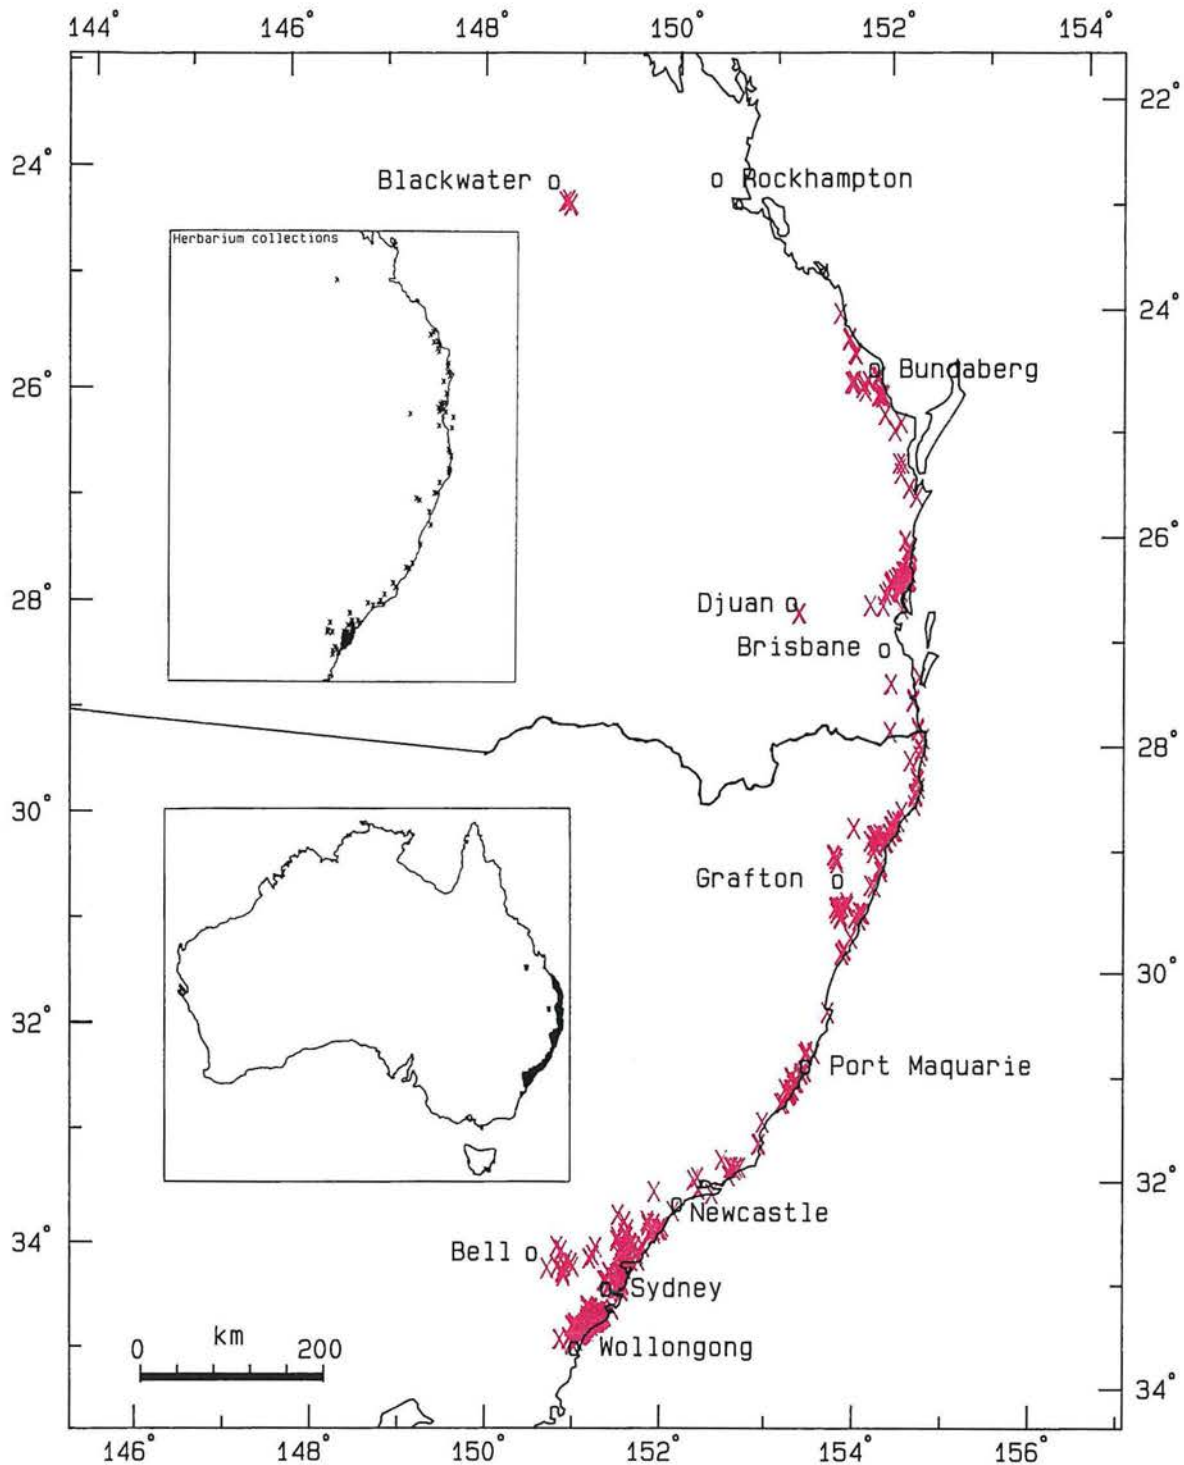 144° 146° 148° 150° 152° 154°
22°
24°
Blackwater
Rockhampton
Herbarium collections
24°
Bundaberg
26°
26°
Djuan
28°
Brisbane
28°
30°
Grafton
30°
32°
Port Maquarie
32°
Newcastle
34°
Bell
Sydney
km
0 200
Wollongong
34°
146° 148° 150° 152° 154° 156°